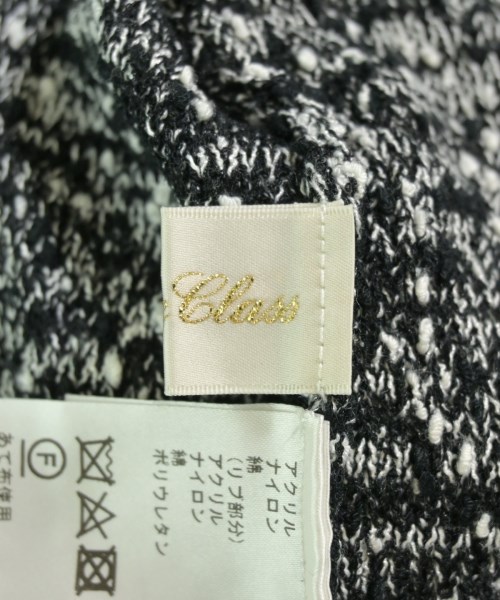 Class
アクリル
ナイロン
綿
(リブ部分)
アクリル
ナイロン
綿
ポリウレタン
F
あて布使用